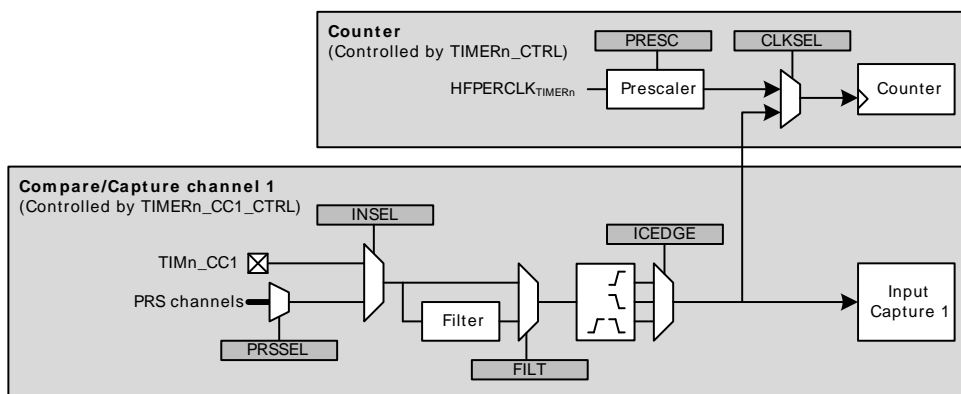 Counter
(Controlled by TIMERn_CTRL)
PRESC
CLKSEL
HFPERCLKTIMERn
Prescaler
Counter
Compare/Capture channel 1
(Controlled by TIMERn_CC1_CTRL)
INSEL
ICEDGE
TIMn_CC1
PRS channels
Filter
Input
Capture 1
PRSSEL
FILT